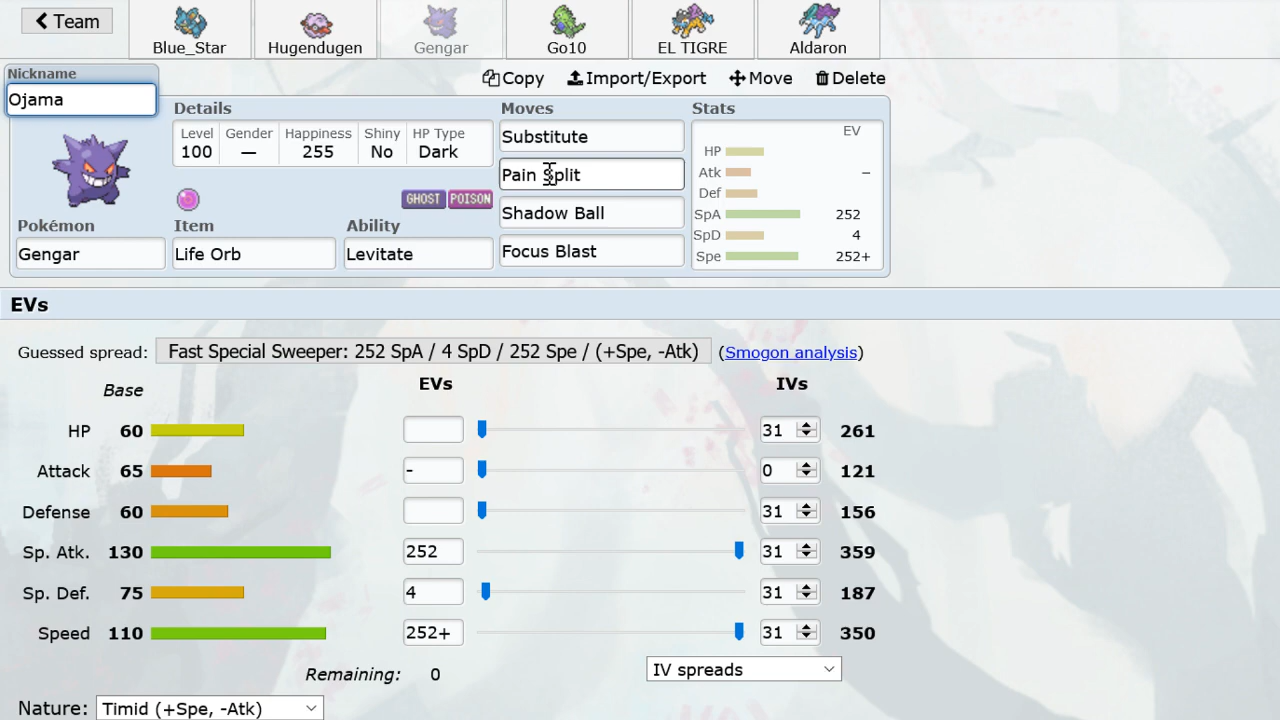 Team
Blue_Star
Hugendugen
Gengar
Go10
EL TIGRE
Aldaron
Nickname
Ojama
Copy
Import/Export
Move
Delete
Details
Level Gender Happiness Shiny HP Type
100 — 255 No Dark
GHOST POISON
Pokémon
Gengar
Item
Life Orb
Ability
Levitate
Moves
Substitute
Pain Split
Shadow Ball
Focus Blast
Stats
EV
HP
Atk –
Def
SpA 252
SpD 4
Spe 252+
EVs
Guessed spread: Fast Special Sweeper: 252 SpA / 4 SpD / 252 Spe / (+Spe, -Atk) (Smogon analysis)
Base EVs IVs
HP 60 31 261
Attack 65 - 0 121
Defense 60 31 156
Sp. Atk. 130 252 31 359
Sp. Def. 75 4 31 187
Speed 110 252+ 31 350
Remaining: 0 IV spreads
Nature: Timid (+Spe, -Atk)